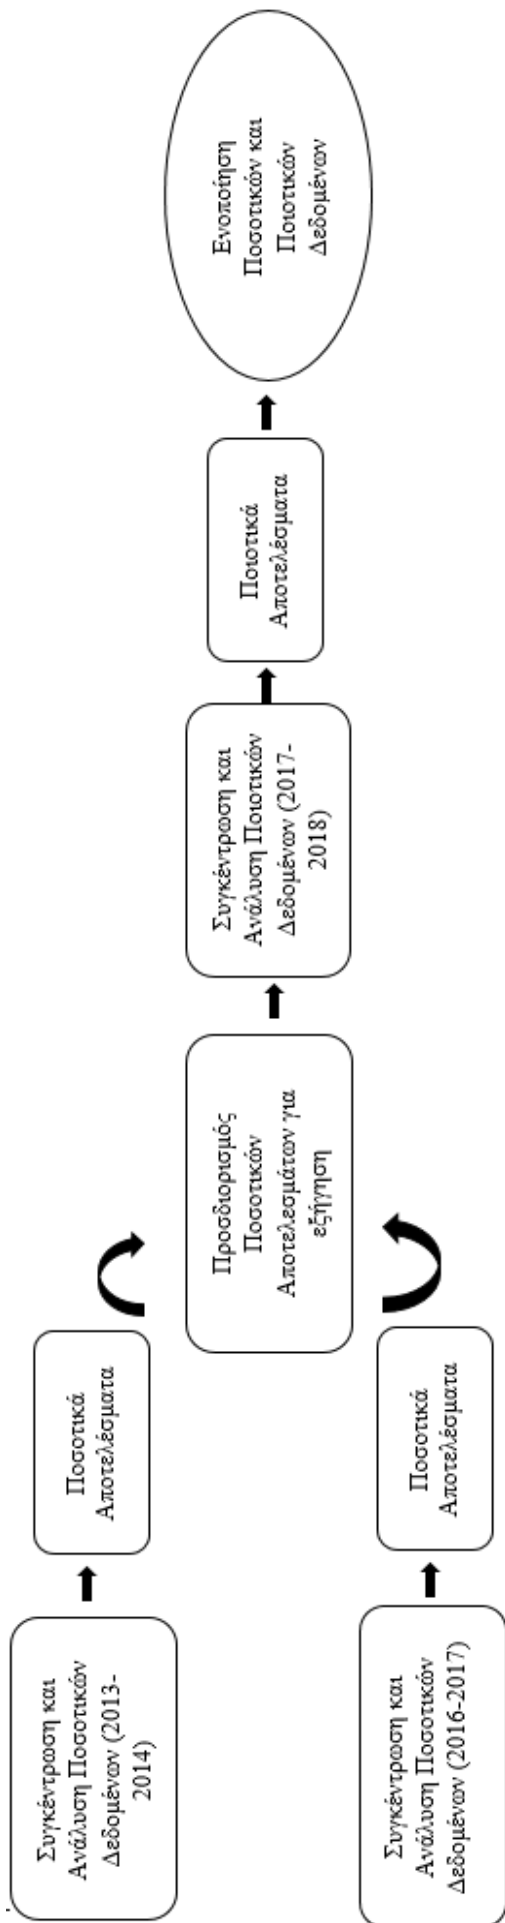 Συγκέντρωση και
Ανάλυση Ποσοτικών
Δεδομένων (2013-
2014)
Ποσοτικά
Αποτελέσματα
Συγκέντρωση και
Ανάλυση Ποσοτικών
Δεδομένων (2016-2017)
Ποσοτικά
Αποτελέσματα
Προσδιορισμός
Ποσοτικών
Αποτελεσμάτων για
εξήγηση
Συγκέντρωση και
Ανάλυση Ποιοτικών
Δεδομένων (2017-
2018)
Ποιοτικά
Αποτελέσματα
Ενοποίηση
Ποσοτικών και
Ποιοτικών
Δεδομένων